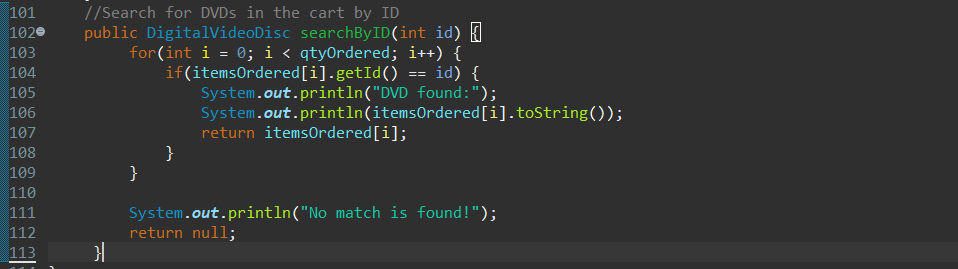 101 //Search for DVDs in the cart by ID
102 public DigitalVideoDisc searchByID(int id) {
103 for(int i = 0; i < qtyOrdered; i++) {
104 if(itemsOrdered[i].getId() == id) {
105 System.out.println("DVD found:");
106 System.out.println(itemsOrdered[i].toString());
107 return itemsOrdered[i];
108 }
109 }
110
111 System.out.println("No match is found!");
112 return null;
113 }